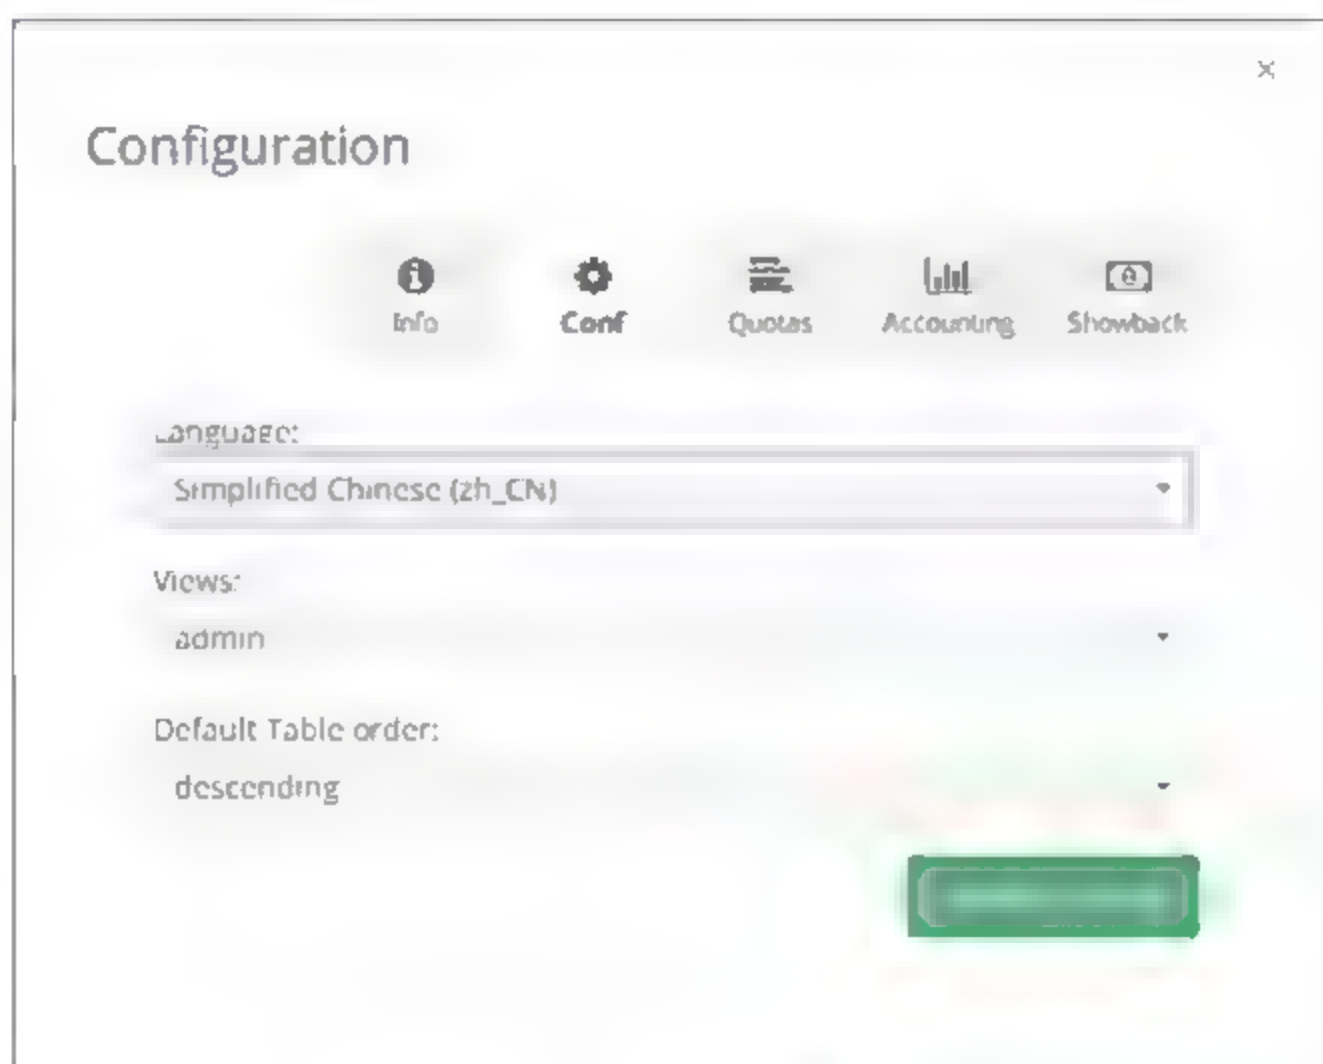 Configuration
Info Conf Quotas Accounting Showback
Language:
Simplified Chinese (zh_CN)
Views:
admin
Default Table order:
descending